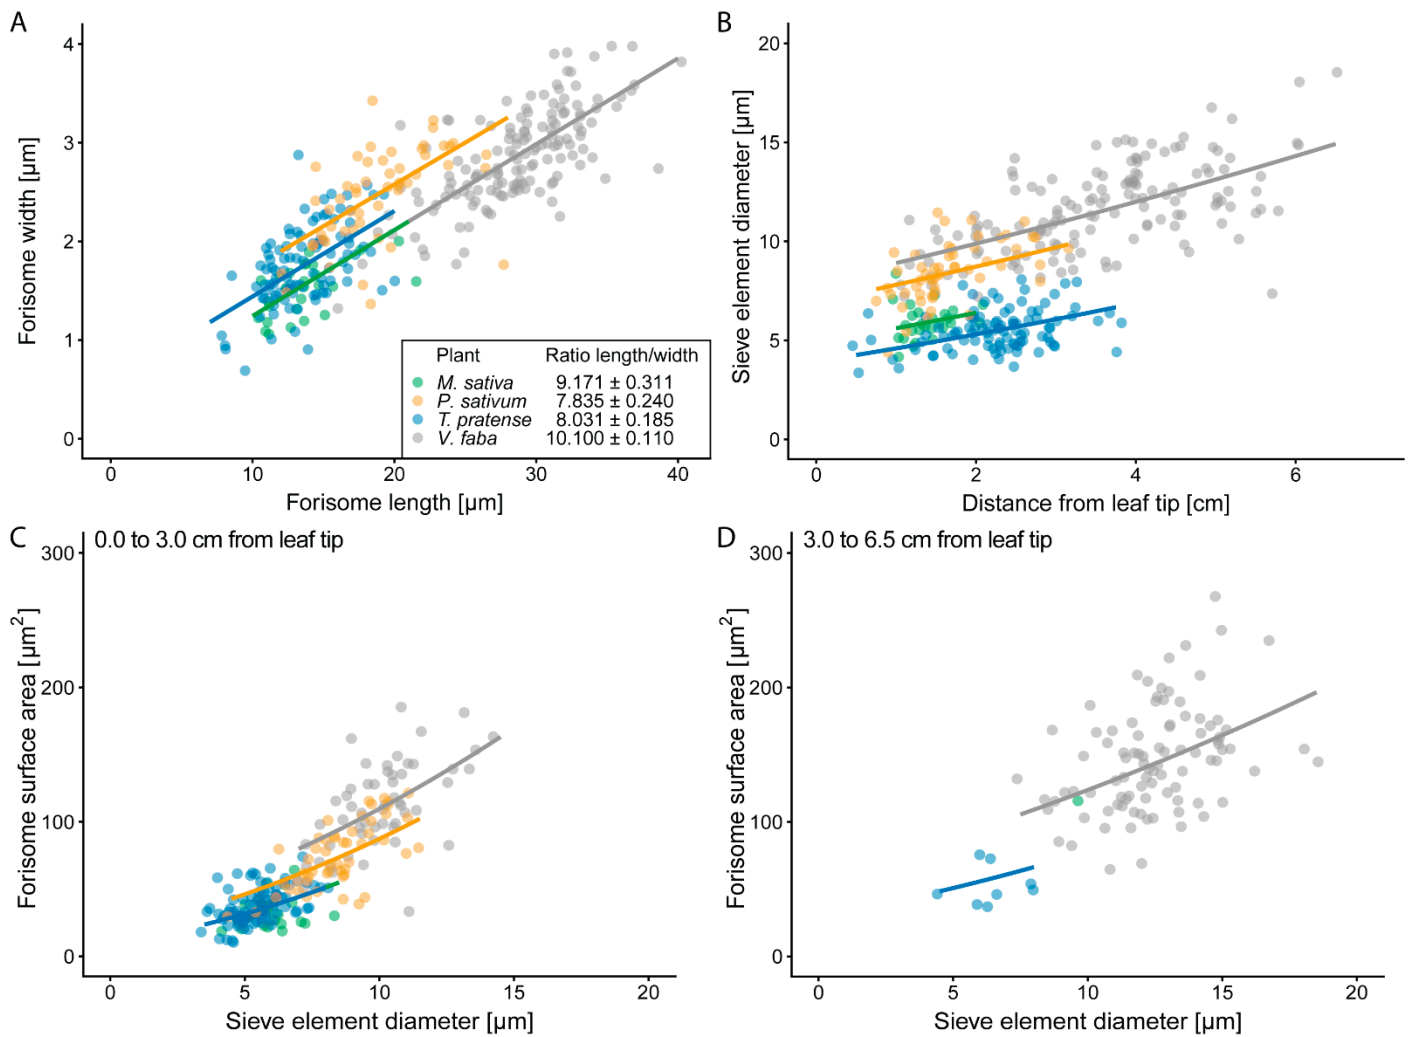 A
4
3
2
1
0
Forisome width [µm]
0 10 20 30 40
Forisome length [µm]
Plant Ratio length/width
M. sativa 9.171 ± 0.311
P. sativum 7.835 ± 0.240
T. pratense 8.031 ± 0.185
V. faba 10.100 ± 0.110
B
20
15
10
5
0
Sieve element diameter [µm]
0 2 4 6
Distance from leaf tip [cm]
C
0.0 to 3.0 cm from leaf tip
300
200
100
0
Forisome surface area [µm²]
0 5 10 15 20
Sieve element diameter [µm]
D
3.0 to 6.5 cm from leaf tip
300
200
100
0
Forisome surface area [µm²]
0 5 10 15 20
Sieve element diameter [µm]